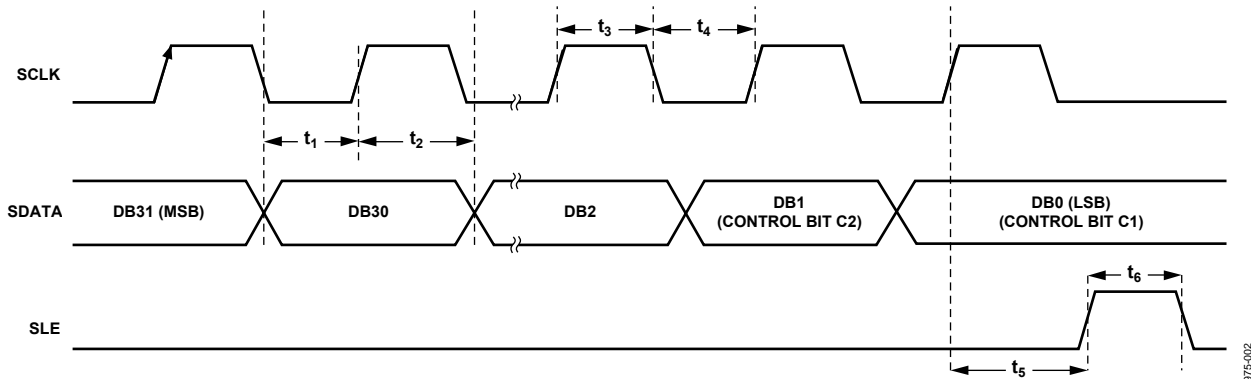 t3
t4
SCLK
t1
t2
SDATA
DB31 (MSB)
DB30
DB2
DB1
(CONTROL BIT C2)
DB0 (LSB)
(CONTROL BIT C1)
t6
SLE
t5
975-002